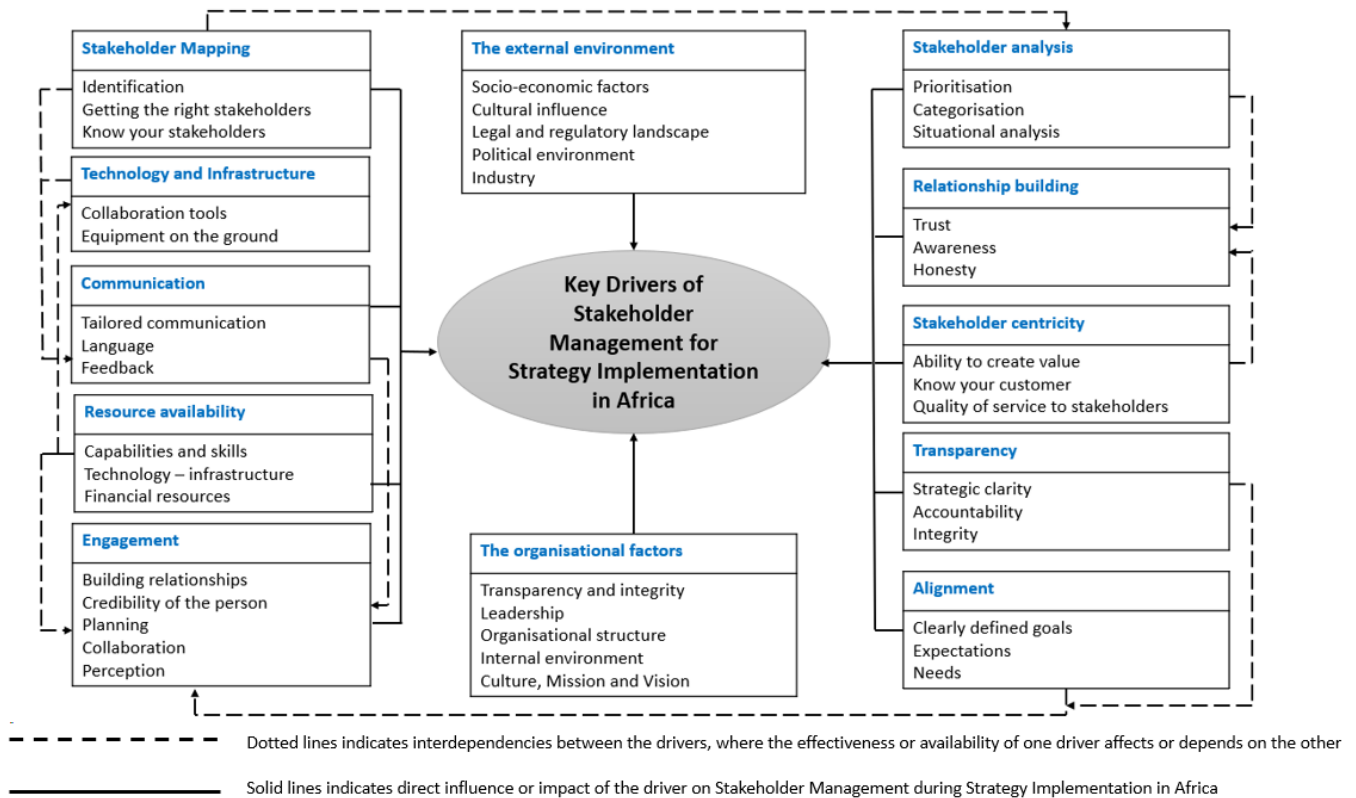 Stakeholder Mapping
Identification
Getting the right stakeholders
Know your stakeholders
Technology and Infrastructure
Collaboration tools
Equipment on the ground
Communication
Tailored communication
Language
Feedback
Resource availability
Capabilities and skills
Technology – infrastructure
Financial resources
Engagement
Building relationships
Credibility of the person
Planning
Collaboration
Perception
The external environment
Socio-economic factors
Cultural influence
Legal and regulatory landscape
Political environment
Industry
Key Drivers of
Stakeholder
Management for
Strategy Implementation
in Africa
The organisational factors
Transparency and integrity
Leadership
Organisational structure
Internal environment
Culture, Mission and Vision
Stakeholder analysis
Prioritisation
Categorisation
Situational analysis
Relationship building
Trust
Awareness
Honesty
Stakeholder centricity
Ability to create value
Know your customer
Quality of service to stakeholders
Transparency
Strategic clarity
Accountability
Integrity
Alignment
Clearly defined goals
Expectations
Needs
Dotted lines indicates interdependencies between the drivers, where the effectiveness or availability of one driver affects or depends on the other
Solid lines indicates direct influence or impact of the driver on Stakeholder Management during Strategy Implementation in Africa